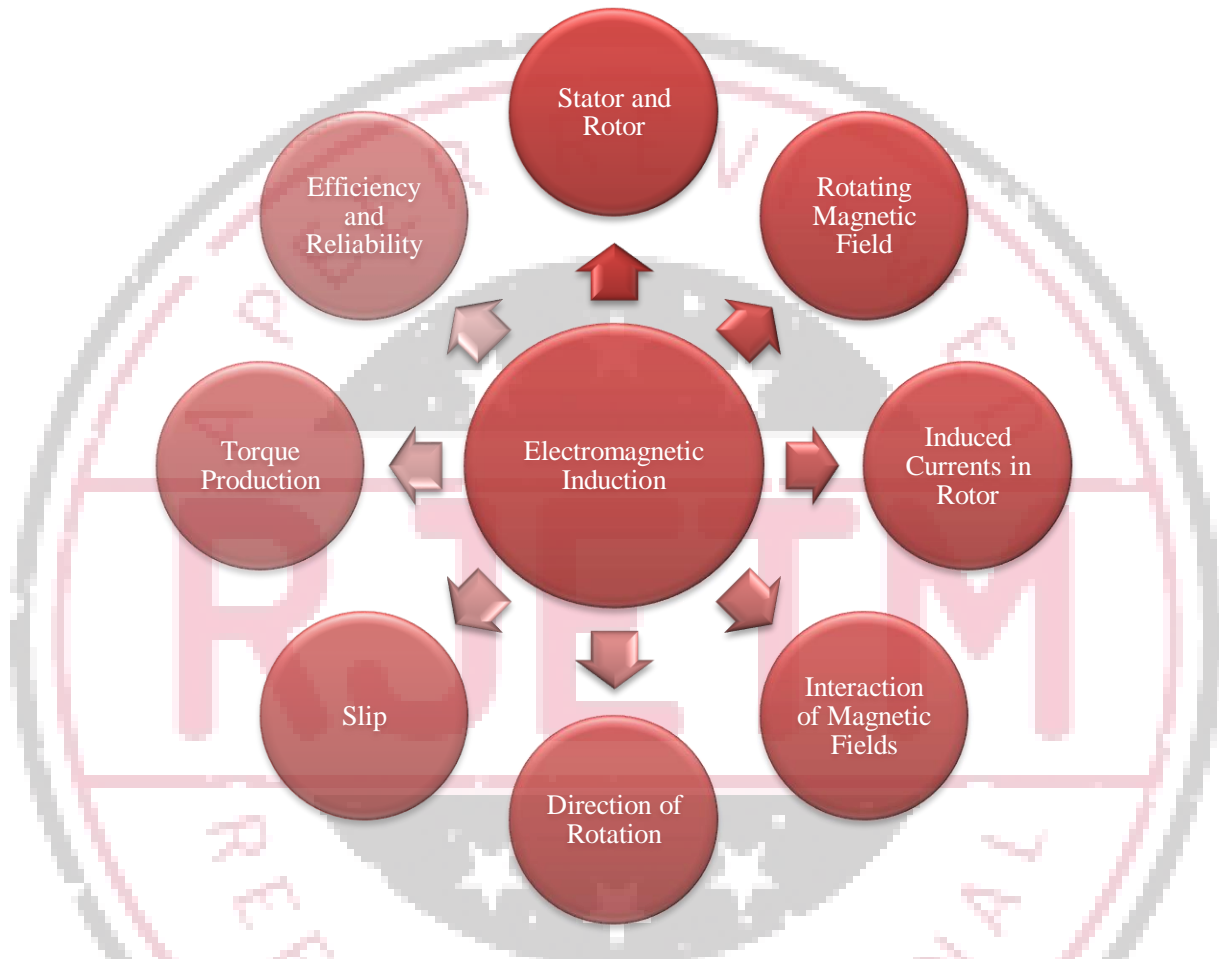 Stator and
Rotor
Rotating
Magnetic
Field
Induced
Currents in
Rotor
Interaction
of Magnetic
Fields
Direction of
Rotation
Slip
Torque
Production
Efficiency
and
Reliability
Electromagnetic
Induction
RJETM